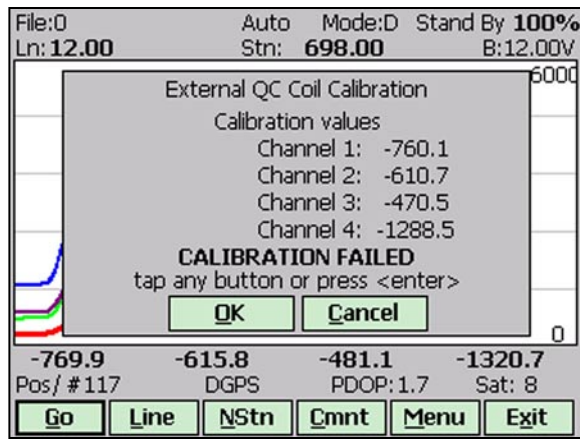 File:0 Auto Mode:D Stand By 100%
Ln: 12.00 Stn: 698.00 B:12.00V
6000
External QC Coil Calibration
Calibration values
Channel 1: -760.1
Channel 2: -610.7
Channel 3: -470.5
Channel 4: -1288.5
CALIBRATION FAILED
tap any button or press <enter>
OK Cancel
0
-769.9 -615.8 -481.1 -1320.7
Pos/ #117 DGPS PDOP:1.7 Sat: 8
Go Line NStn Cmnt Menu Exit